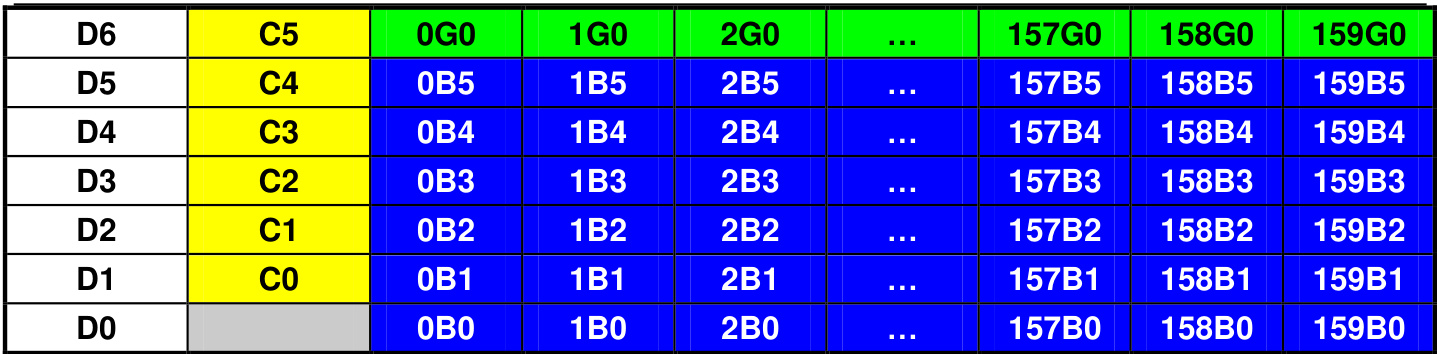 D6 C5 0G0 1G0 2G0 ... 157G0 158G0 159G0
D5 C4 0B5 1B5 2B5 ... 157B5 158B5 159B5
D4 C3 0B4 1B4 2B4 ... 157B4 158B4 159B4
D3 C2 0B3 1B3 2B3 ... 157B3 158B3 159B3
D2 C1 0B2 1B2 2B2 ... 157B2 158B2 159B2
D1 C0 0B1 1B1 2B1 ... 157B1 158B1 159B1
D0 0B0 1B0 2B0 ... 157B0 158B0 159B0